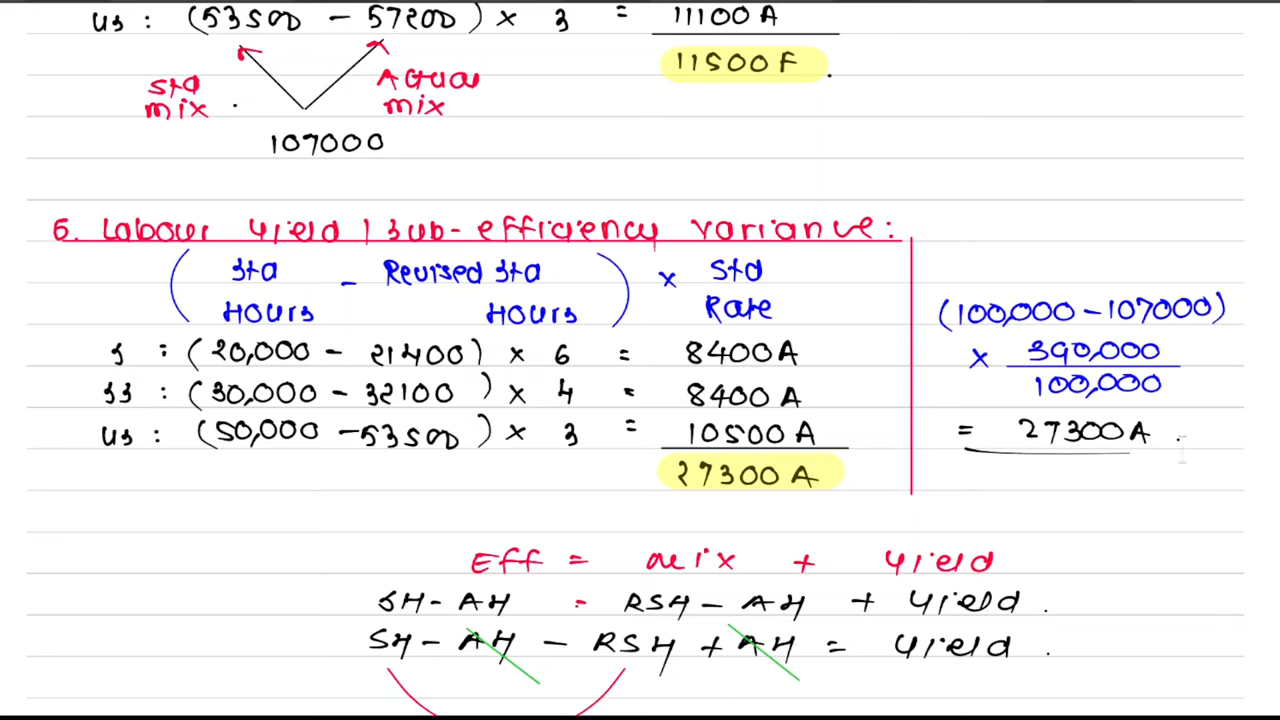 us : (53500 - 57200) × 3 = 11100 A
11500 F
Std mix
Actual mix
107000
6. Labour Yield | Sub-efficiency variance:
(Std Hours - Revised Std Hours) × Std Rate
S : (20,000 - 21400) × 6 = 8400 A
SS : (30,000 - 32100) × 4 = 8400 A
us : (50,000 - 53500) × 3 = 10500 A
27300 A
(100,000 - 107000)
× 390,000
100,000
= 27300 A
Eff = mix + Yield
SH - AH = RSH - AH + Yield.
SH - AH - RSH + AH = Yield.